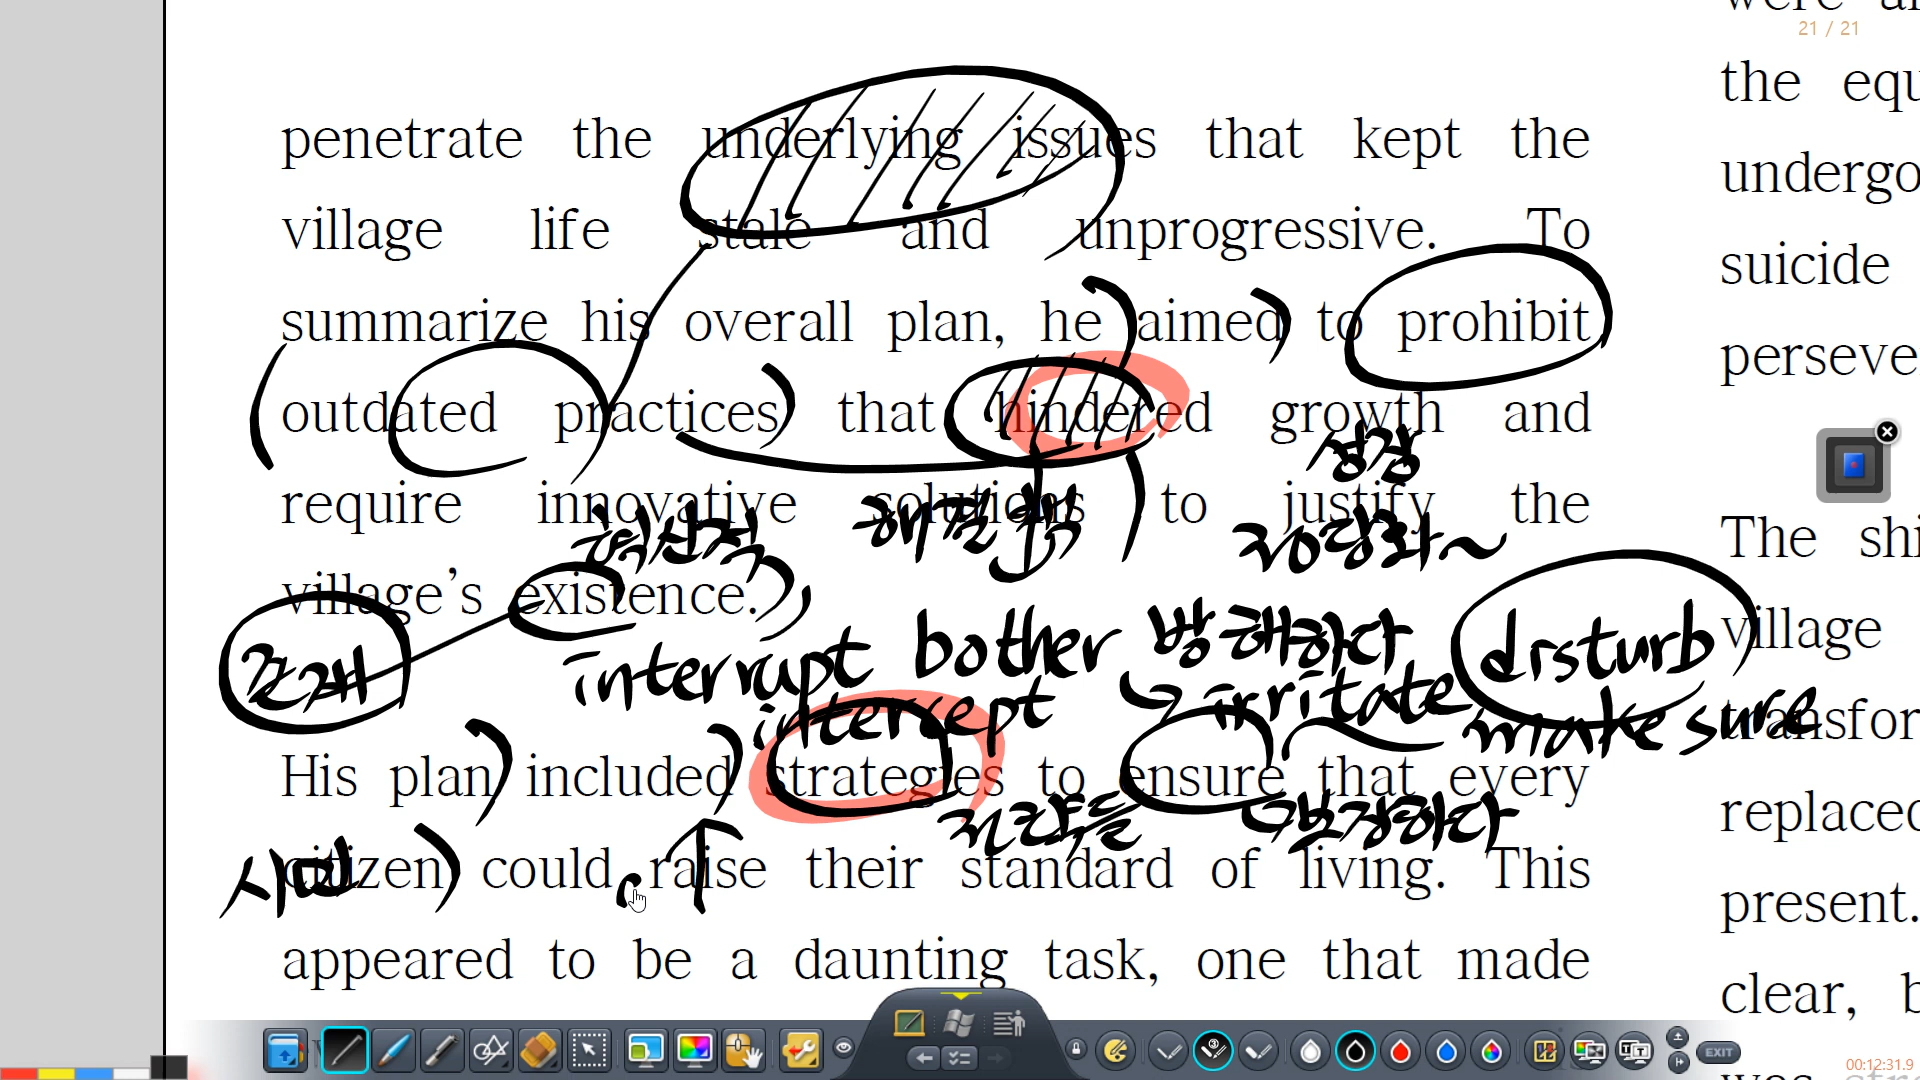 were
21 / 21
penetrate the underlying issues that kept the
the equ
village life stale and unprogressive. To
undergo
summarize his overall plan, he aimed to prohibit
suicide
outdated practices that hindered growth and
성장
perseve
require innovative solutions to justify the
혁신적 해결책 정당화~
The shi
village's existence.
존재
interrupt bother 방해하다 disturb
intercept irritate make sure
village
transfor
His plan included strategies to ensure that every
전략들 보장하다
replaced
citizen could raise their standard of living. This
시민
present.
appeared to be a daunting task, one that made
clear, b
EXIT
00:12:31.9
was